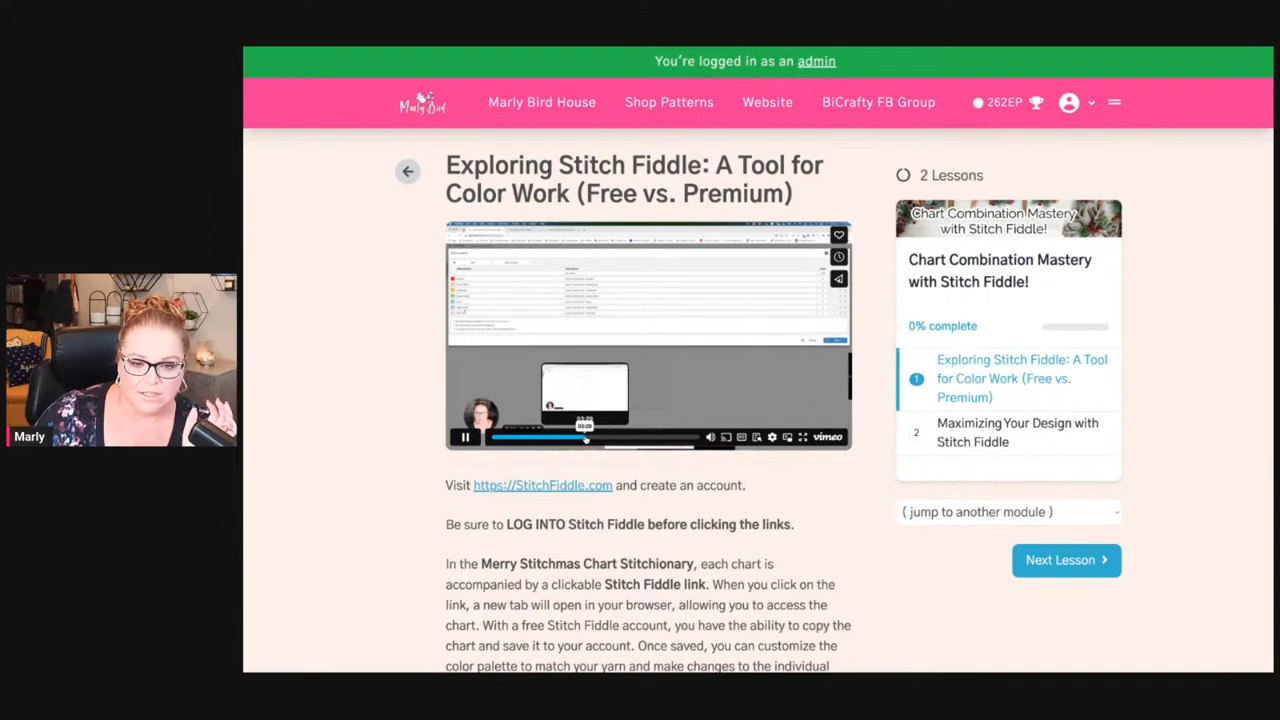 You're logged in as an admin
Marly Bird
Marly Bird House
Shop Patterns
Website
BiCrafty FB Group
262EP
Exploring Stitch Fiddle: A Tool for
Color Work (Free vs. Premium)
03:29
vimeo
Visit https://StitchFiddle.com and create an account.
Be sure to LOG INTO Stitch Fiddle before clicking the links.
In the Merry Stitchmas Chart Stitchionary, each chart is
accompanied by a clickable Stitch Fiddle link. When you click on the
link, a new tab will open in your browser, allowing you to access the
chart. With a free Stitch Fiddle account, you have the ability to copy the
chart and save it to your account. Once saved, you can customize the
color palette to match your yarn and make changes to the individual
2 Lessons
Chart Combination Mastery
with Stitch Fiddle!
Chart Combination Mastery
with Stitch Fiddle!
0% complete
1
Exploring Stitch Fiddle: A Tool
for Color Work (Free vs.
Premium)
2
Maximizing Your Design with
Stitch Fiddle
( jump to another module )
Next Lesson
Marly